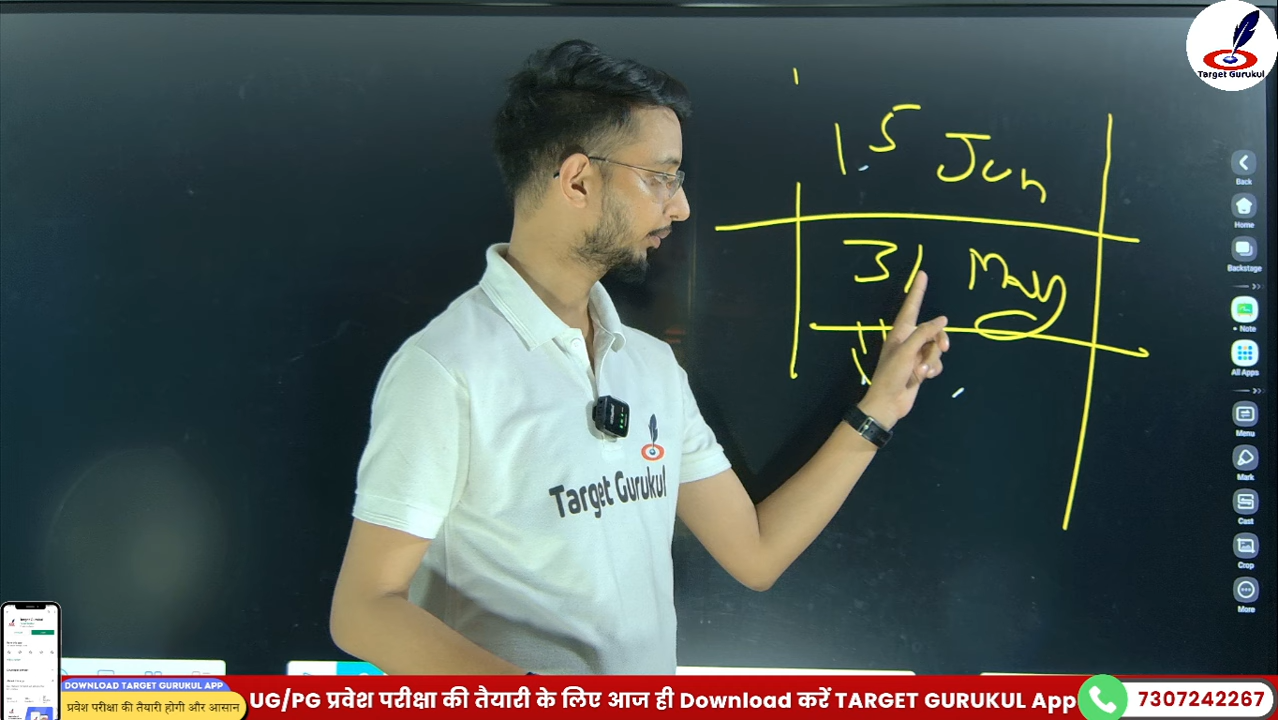 Target Gurukul
15 Jun
31 May
Back
Home
Backstage
Note
All Apps
Menu
Mark
Cast
Crop
More
Target Gurukul
DOWNLOAD TARGET GURUKUL APP
प्रवेश परीक्षा की तैयारी होगी और आसान
UG/PG प्रवेश परीक्षा की तैयारी के लिए आज ही Download करें TARGET GURUKUL App
7307242267